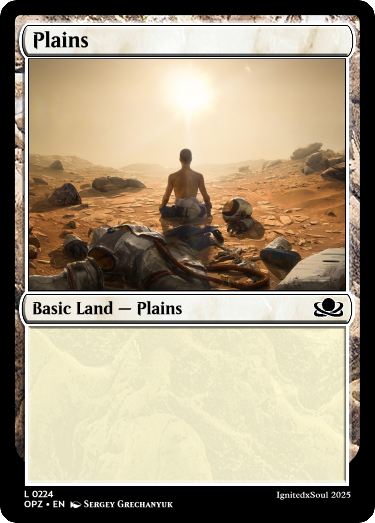 Plains
Basic Land — Plains
L 0224
OPZ • EN Sergey Grechanyuk
IgnitedxSoul 2025